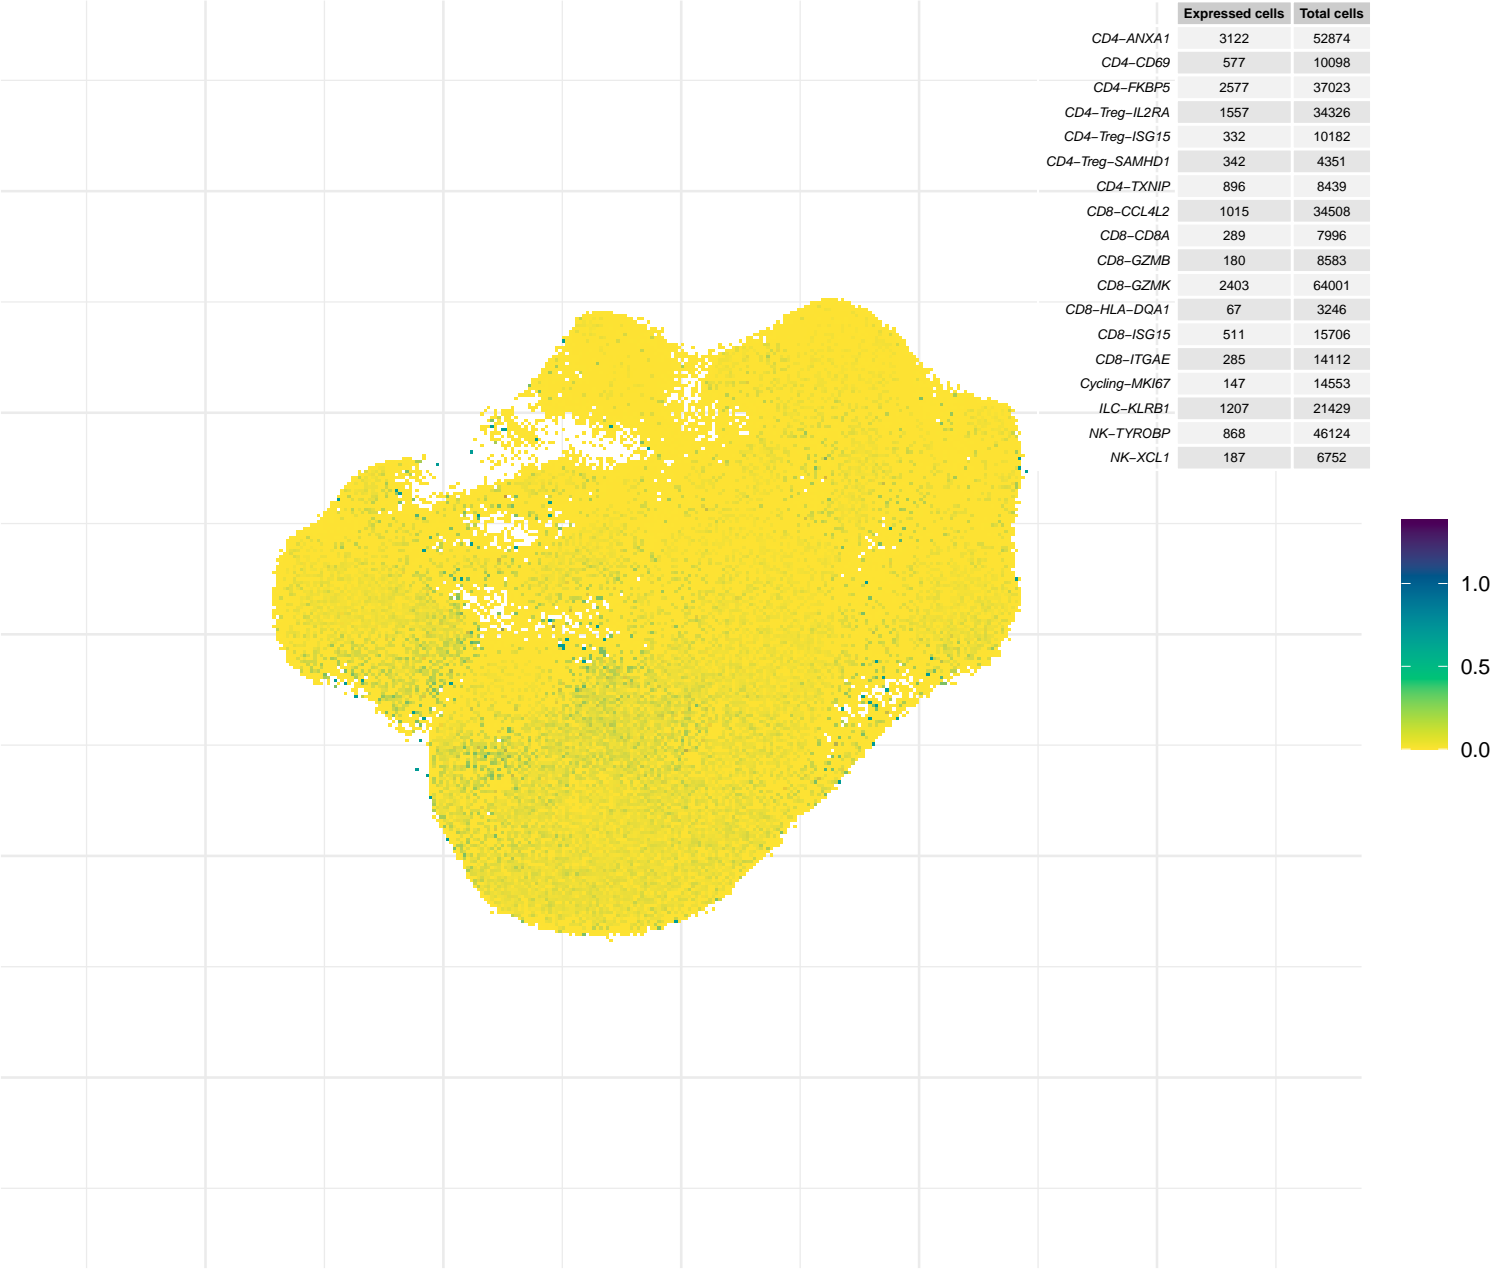 Expressed cells Total cells
CD4−ANXA1 3122 52874
CD4−CD69 577 10098
CD4−FKBP5 2577 37023
CD4−Treg−IL2RA 1557 34326
CD4−Treg−ISG15 332 10182
CD4−Treg−SAMHD1 342 4351
CD4−TXNIP 896 8439
CD8−CCL4L2 1015 34508
CD8−CD8A 289 7996
CD8−GZMB 180 8583
CD8−GZMK 2403 64001
CD8−HLA−DQA1 67 3246
CD8−ISG15 511 15706
CD8−ITGAE 285 14112
Cycling−MKI67 147 14553
ILC−KLRB1 1207 21429
NK−TYROBP 868 46124
NK−XCL1 187 6752
1.0
0.5
0.0